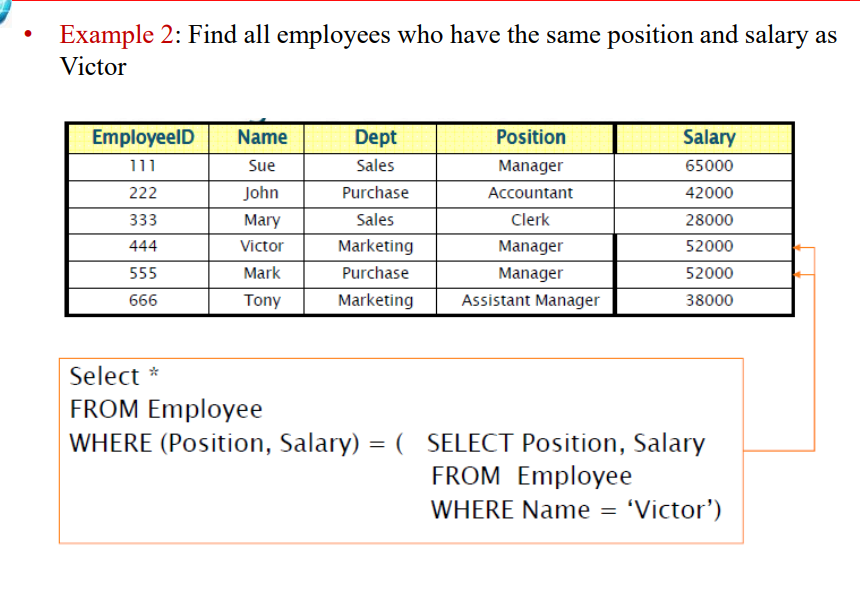 • Example 2: Find all employees who have the same position and salary as
Victor
EmployeeID Name Dept Position Salary
111 Sue Sales Manager 65000
222 John Purchase Accountant 42000
333 Mary Sales Clerk 28000
444 Victor Marketing Manager 52000
555 Mark Purchase Manager 52000
666 Tony Marketing Assistant Manager 38000
Select *
FROM Employee
WHERE (Position, Salary) = ( SELECT Position, Salary
FROM Employee
WHERE Name = ‘Victor’)